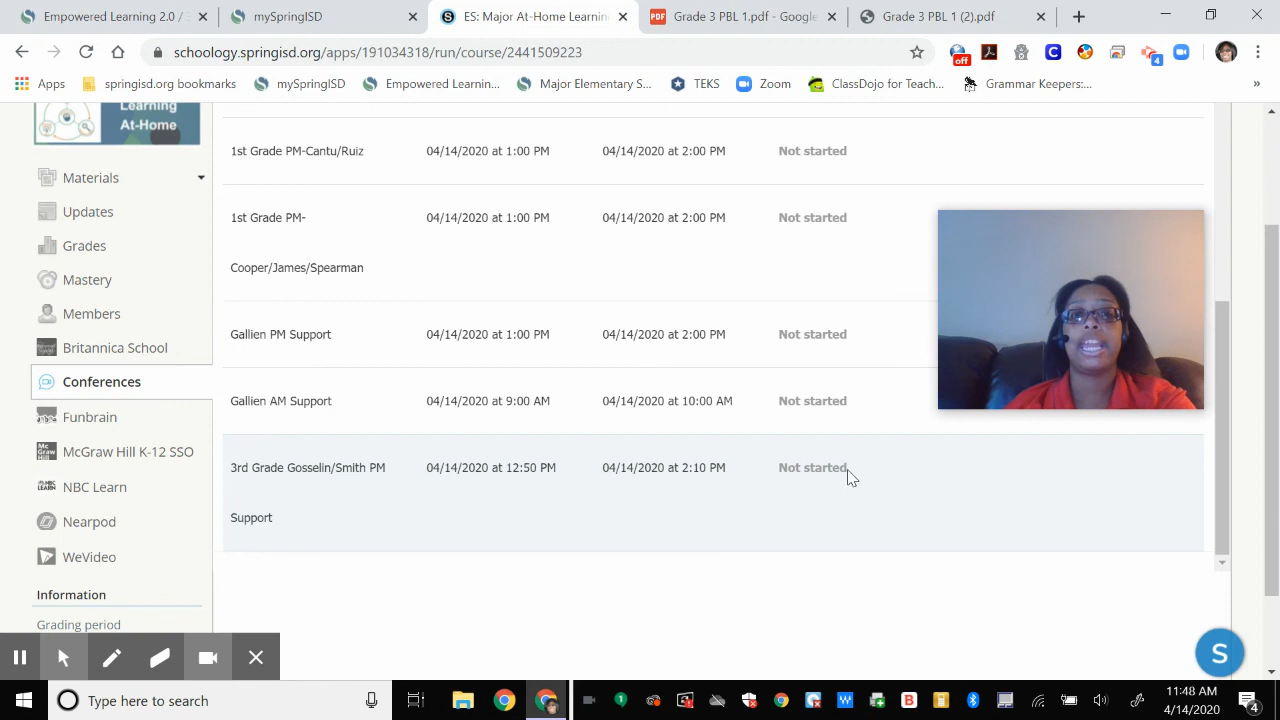 Empowered Learning 2.0 /
mySpringISD
ES: Major At-Home Learnin
Grade 3 PBL 1.pdf - Google
Grade 3 PBL 1 (2).pdf
schoology.springisd.org/apps/191034318/run/course/2441509223
off
4
Apps
springisd.org bookmarks
mySpringISD
Empowered Learnin...
Major Elementary S...
TEKS
Zoom
ClassDojo for Teach...
Grammar Keepers:...
»
Learning
At-Home
Materials
Updates
Grades
Mastery
Members
Britannica School
Conferences
Funbrain
McGraw Hill K-12 SSO
NBC Learn
Nearpod
WeVideo
Information
Grading period
1st Grade PM-Cantu/Ruiz 04/14/2020 at 1:00 PM 04/14/2020 at 2:00 PM Not started
1st Grade PM- 04/14/2020 at 1:00 PM 04/14/2020 at 2:00 PM Not started
Cooper/James/Spearman
Gallien PM Support 04/14/2020 at 1:00 PM 04/14/2020 at 2:00 PM Not started
Gallien AM Support 04/14/2020 at 9:00 AM 04/14/2020 at 10:00 AM Not started
3rd Grade Gosselin/Smith PM 04/14/2020 at 12:50 PM 04/14/2020 at 2:10 PM Not started
Support
S
Type here to search
11:48 AM
4/14/2020
4